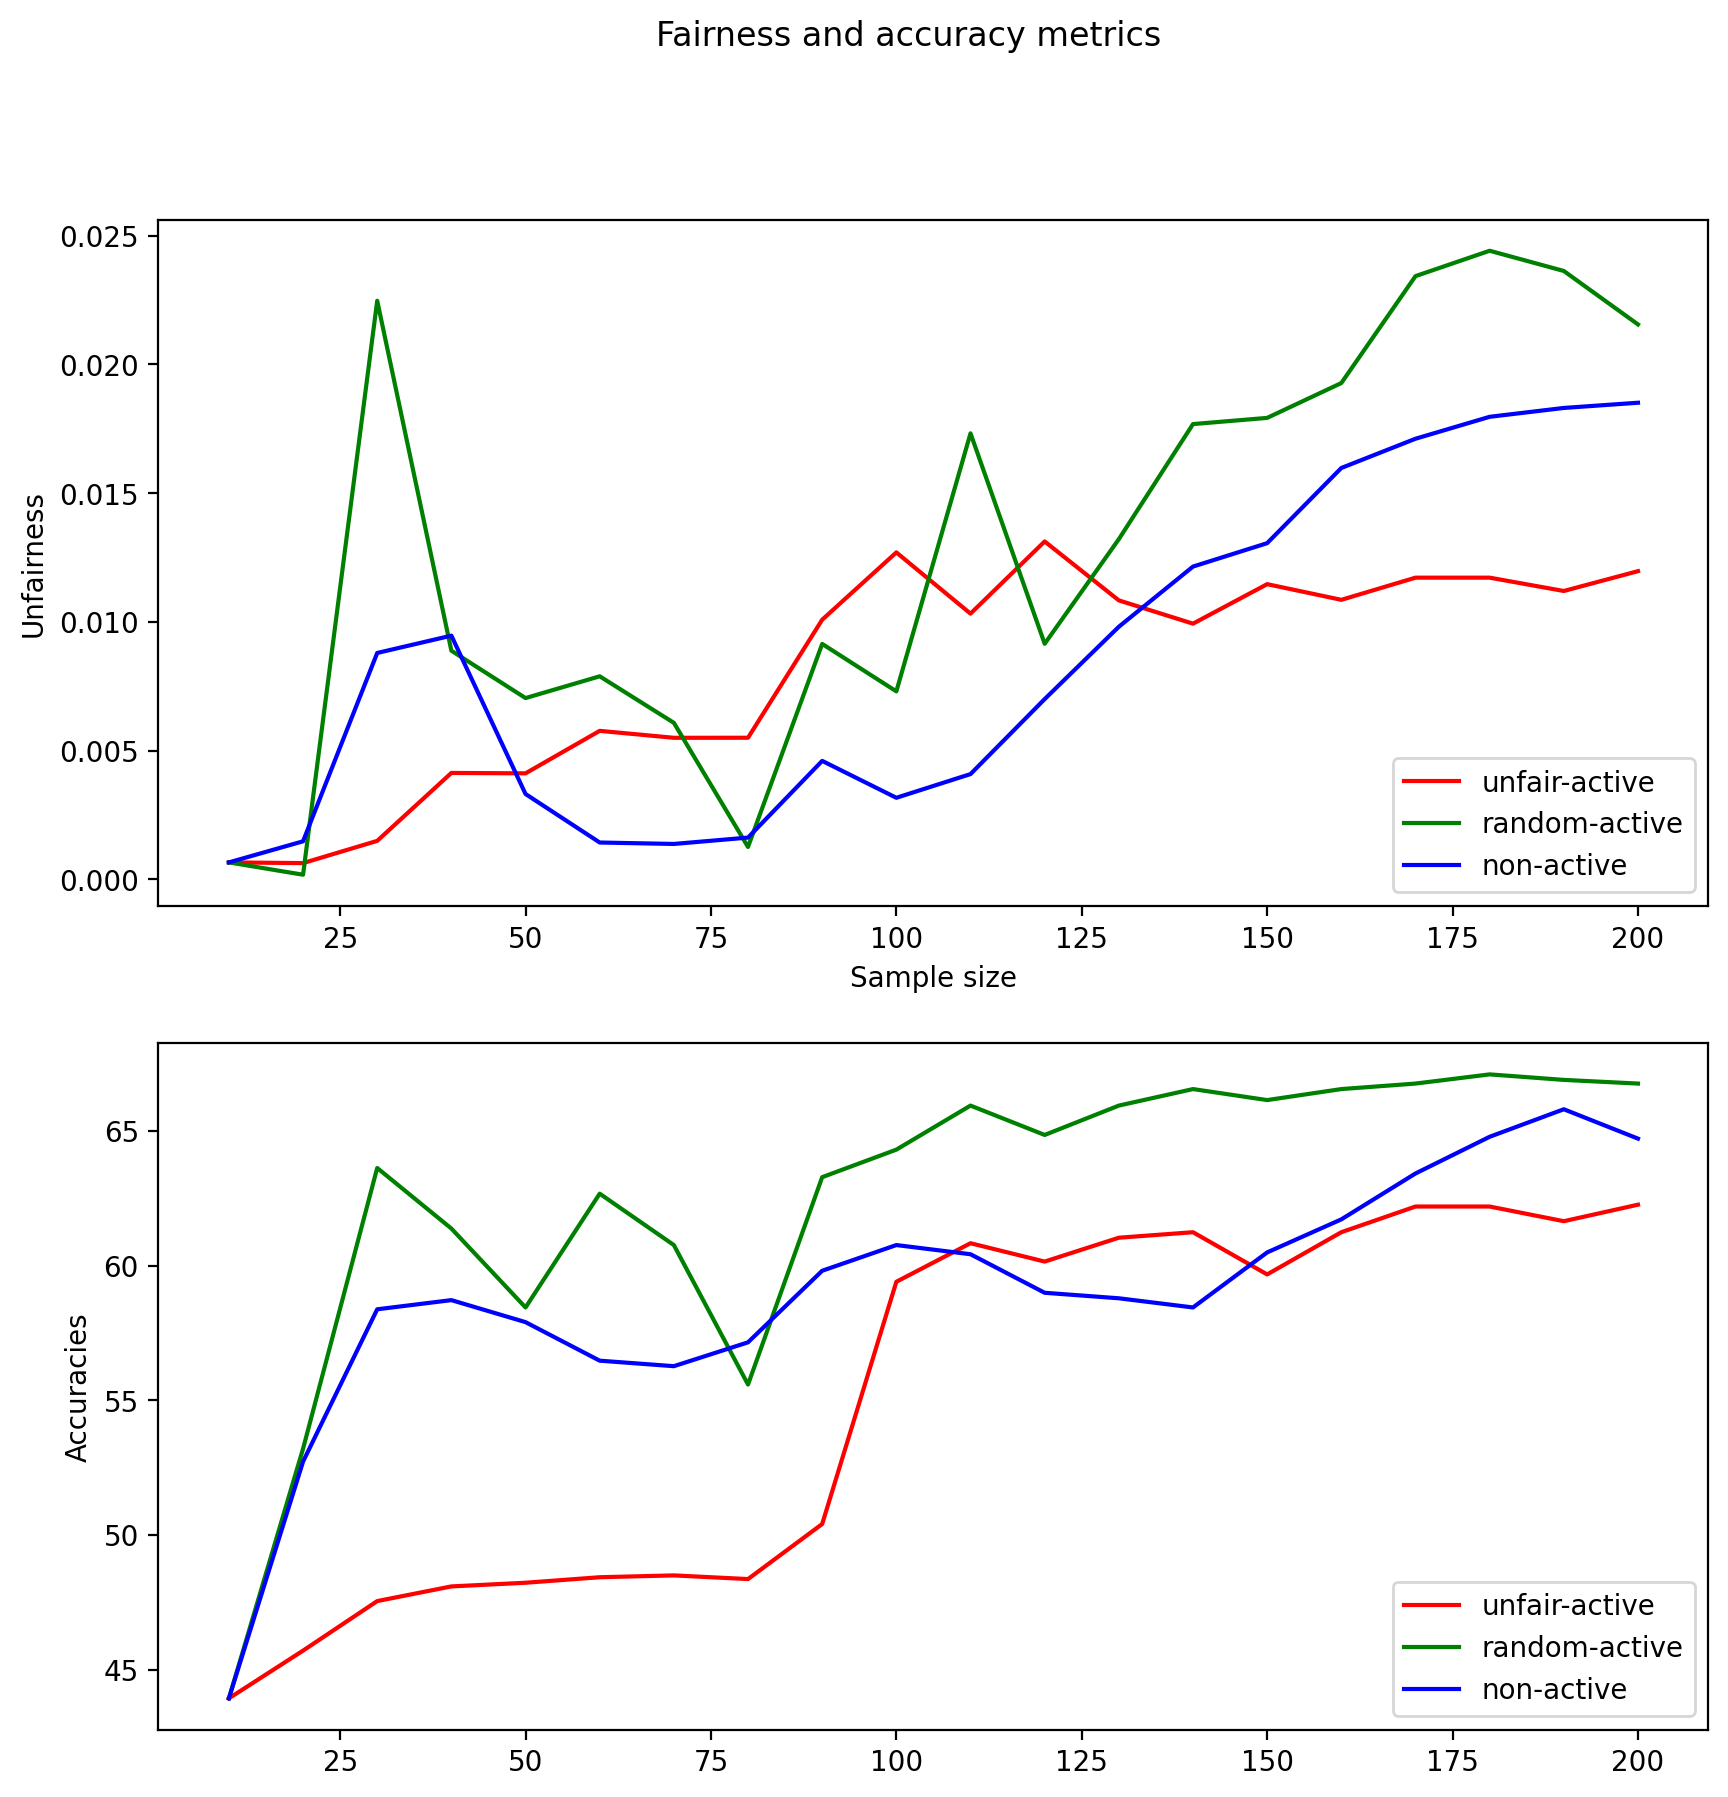 Fairness and accuracy metrics
0.025
0.020
0.015
0.010
0.005
0.000
Unfairness
unfair-active
random-active
non-active
25 50 75 100 125 150 175 200
Sample size
65
60
55
50
45
Accuracies
unfair-active
random-active
non-active
25 50 75 100 125 150 175 200